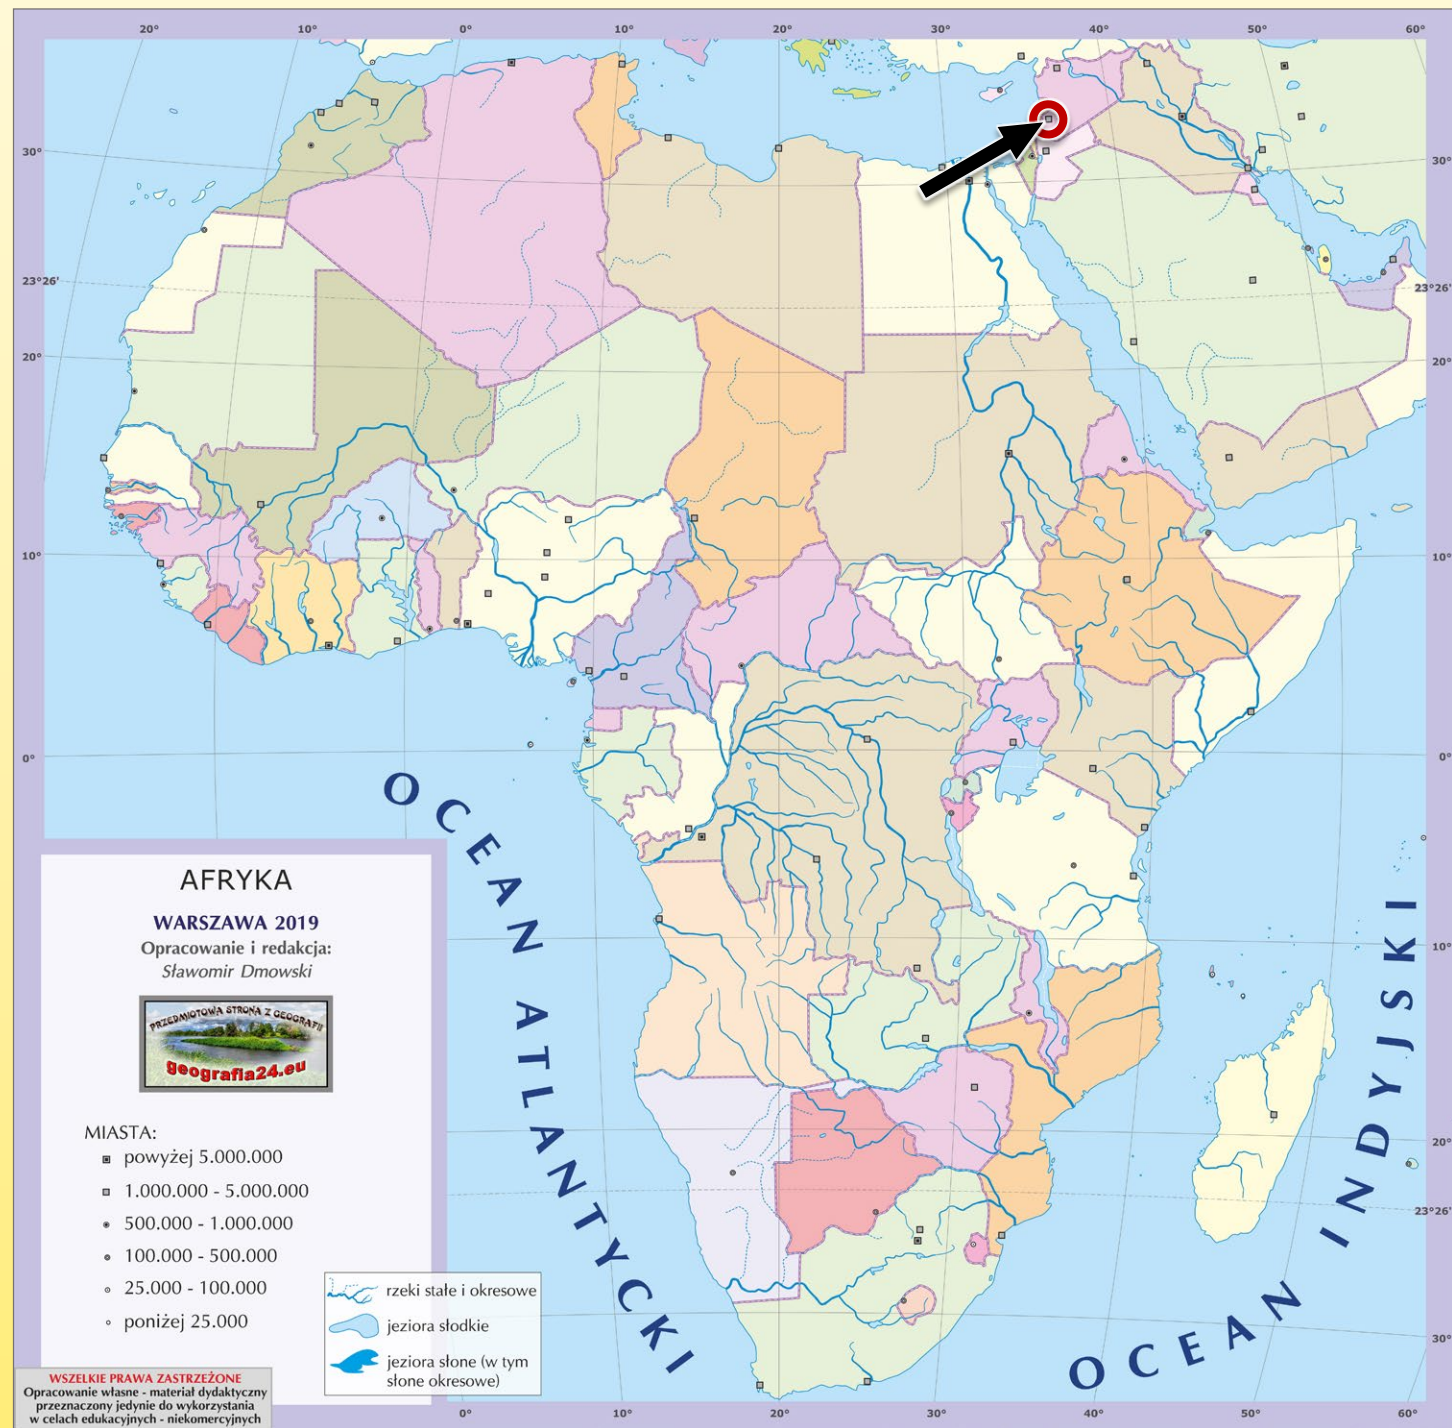 20° 10° 0° 10° 20° 30° 40° 50° 60°
30° 30°
23°26' 23°26'
20° 20°
10° 10°
0° 0°
OCEAN ATLANTYCKI
OCEAN INDYJSKI
10°
20°
23°26'
30°
AFRYKA
WARSZAWA 2019
Opracowanie i redakcja:
Sławomir Dmowski
PRZEDMIOTOWA STRONA Z GEOGRAFII
geografia24.eu
MIASTA:
powyżej 5.000.000
1.000.000 - 5.000.000
500.000 - 1.000.000
100.000 - 500.000
25.000 - 100.000
poniżej 25.000
rzeki stałe i okresowe
jeziora słodkie
jeziora słone (w tym
słone okresowe)
WSZELKIE PRAWA ZASTRZEŻONE
Opracowanie własne - materiał dydaktyczny
przeznaczony jedynie do wykorzystania
w celach edukacyjnych - niekomercyjnych
0° 10° 20° 30° 40° 50° 60°